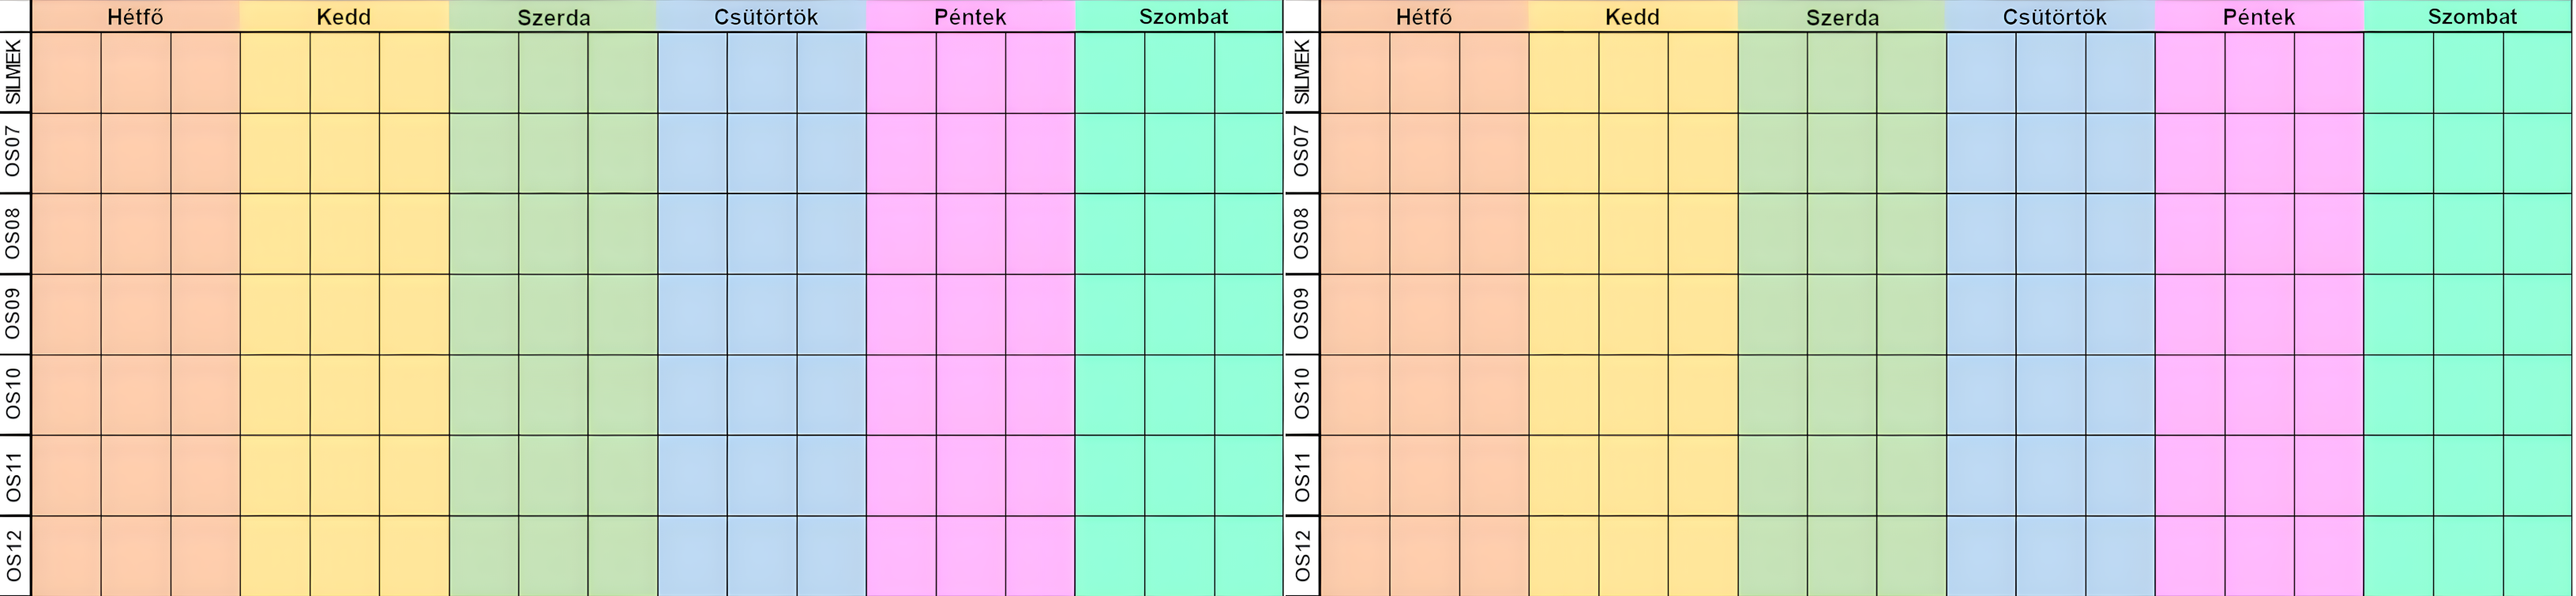 Hétfő Kedd Szerda Csütörtök Péntek Szombat Hétfő Kedd Szerda Csütörtök Péntek Szombat
SILMEK SILMEK
OS07 OS07
OS08 OS08
OS09 OS09
OS10 OS10
OS11 OS11
OS12 OS12